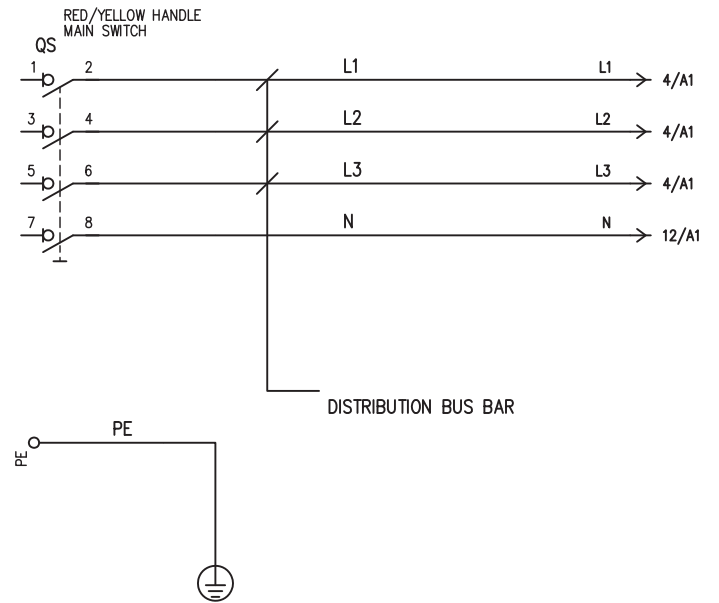 RED/YELLOW HANDLE
MAIN SWITCH
QS
1 2 L1 L1 4/A1
3 4 L2 L2 4/A1
5 6 L3 L3 4/A1
7 8 N N 12/A1
DISTRIBUTION BUS BAR
PE
PE